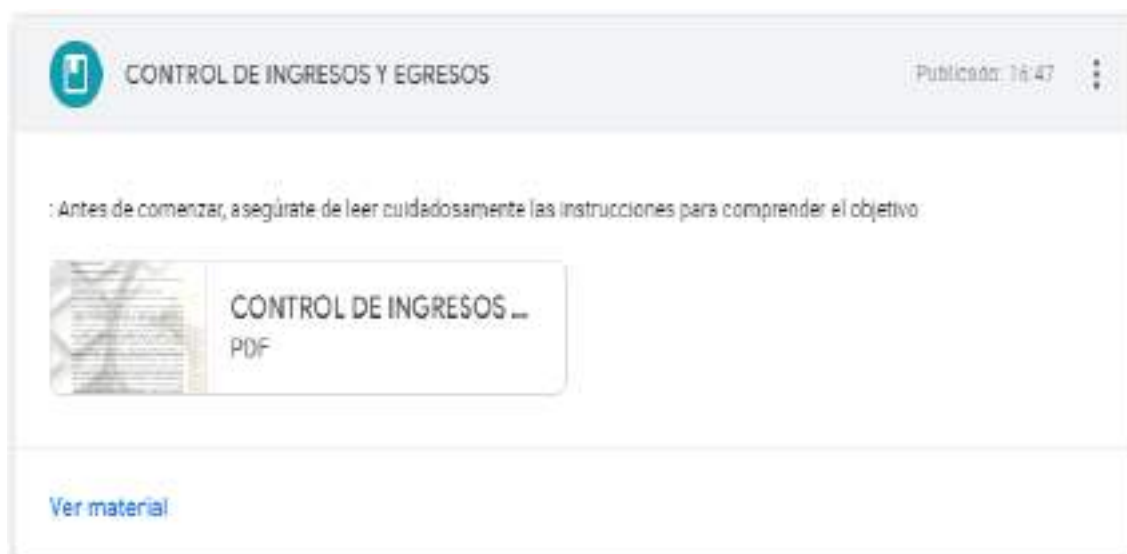 CONTROL DE INGRESOS Y EGRESOS
Publicado: 16:47
: Antes de comenzar, asegúrate de leer cuidadosamente las instrucciones para comprender el objetivo
CONTROL DE INGRESOS ...
PDF
Ver material